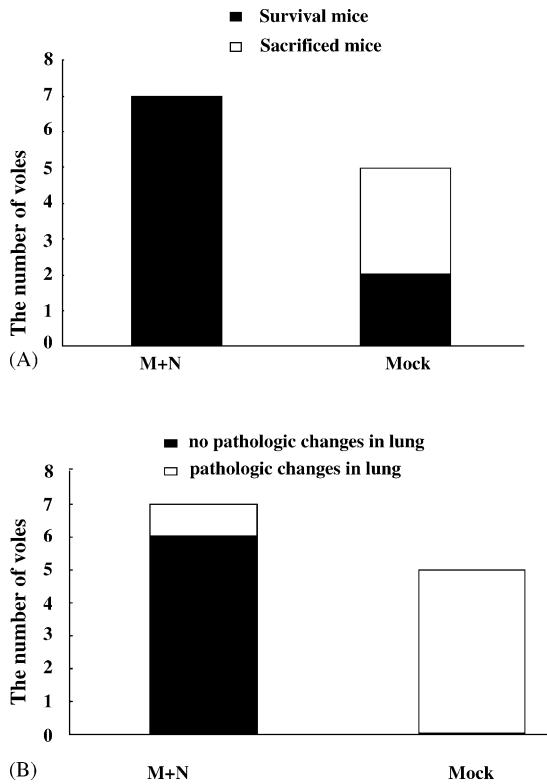 Survival mice
Sacrificed mice
8
7
6
5
4
3
2
1
0
The number of voles
M+N
Mock
(A)
no pathologic changes in lung
pathologic changes in lung
8
7
6
5
4
3
2
1
0
The number of voles
M+N
Mock
(B)